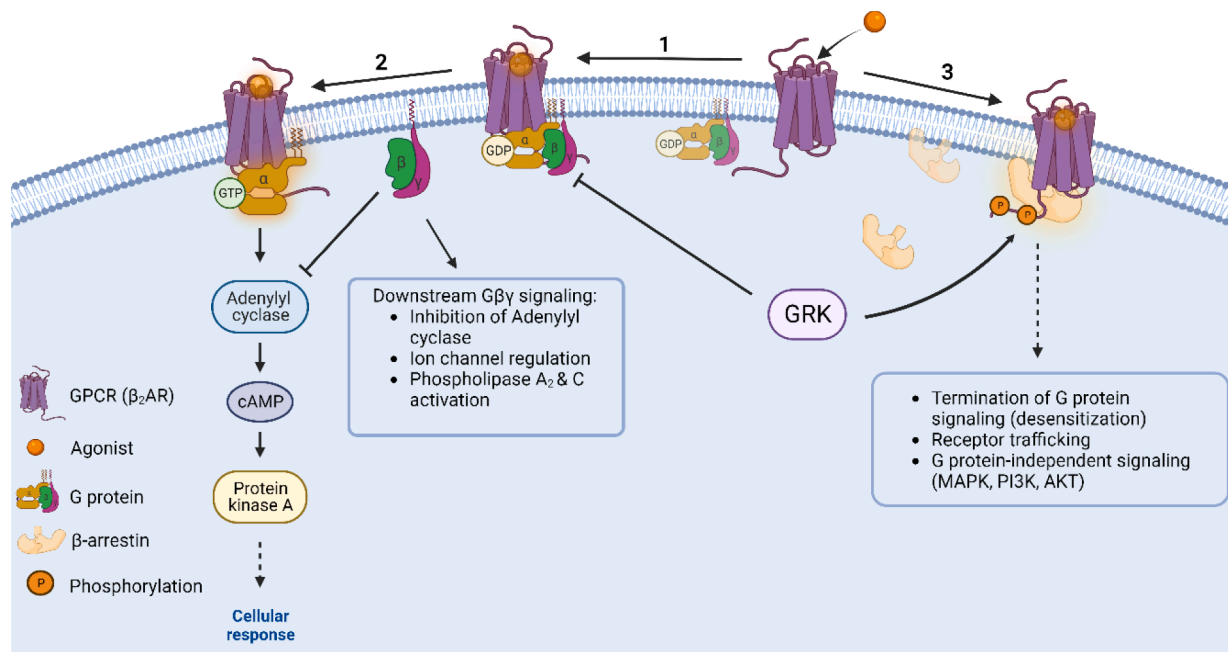 1
2
3
α
GTP
β
γ
GDP
α
β
γ
GDP
α
β
P
P
Adenylyl
cyclase
cAMP
Protein
kinase A
Cellular
response
Downstream Gβγ signaling:
• Inhibition of Adenylyl
cyclase
• Ion channel regulation
• Phospholipase A₂ & C
activation
GRK
• Termination of G protein
signaling (desensitization)
• Receptor trafficking
• G protein-independent signaling
(MAPK, PI3K, AKT)
GPCR (β₂AR)
Agonist
α
β
G protein
β-arrestin
P
Phosphorylation